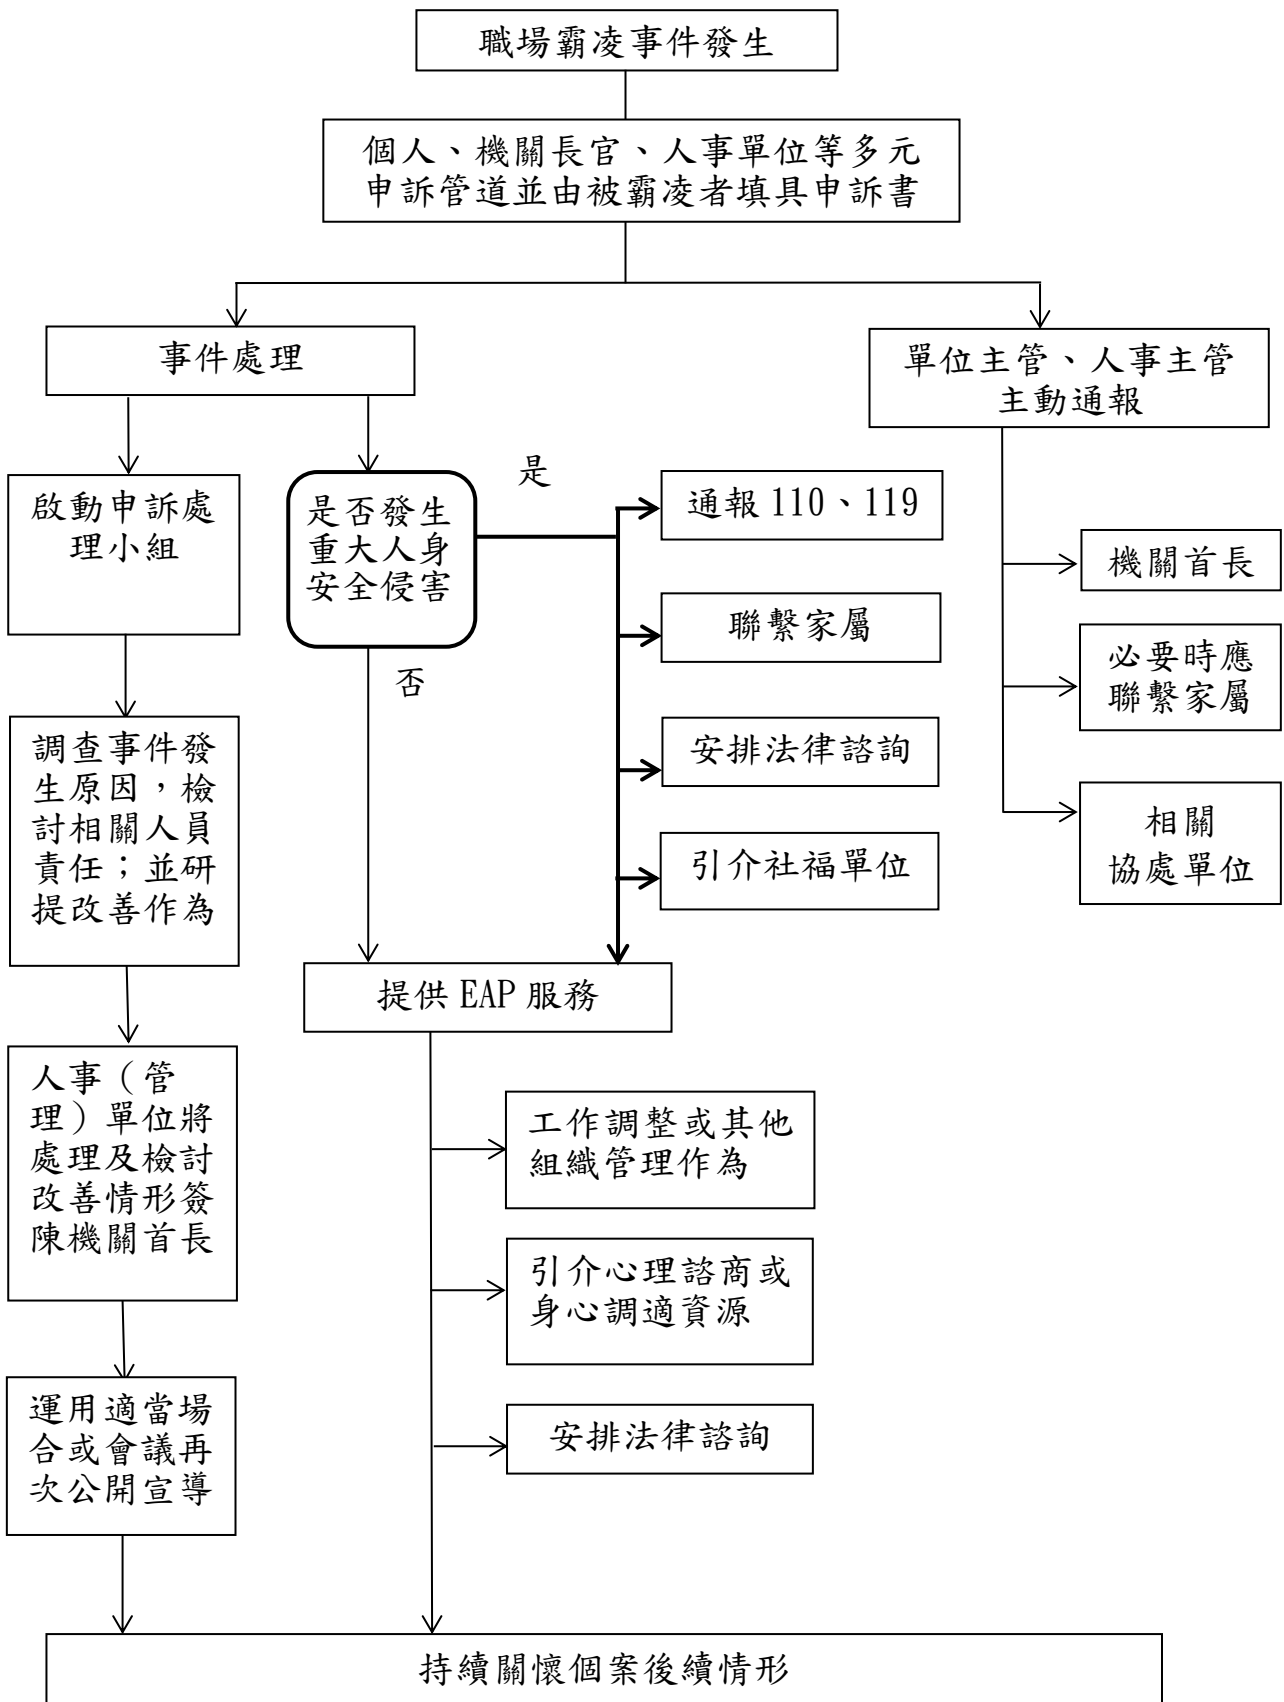 職場霸凌事件發生
個人、機關長官、人事單位等多元
申訴管道並由被霸凌者填具申訴書
事件處理
單位主管、人事主管
主動通報
啟動申訴處
理小組
是否發生
重大人身
安全侵害
是
否
通報 110、119
聯繫家屬
安排法律諮詢
引介社福單位
機關首長
必要時應
聯繫家屬
相關
協處單位
調查事件發
生原因，檢
討相關人員
責任；並研
提改善作為
提供 EAP 服務
人事（管
理）單位將
處理及檢討
改善情形簽
陳機關首長
工作調整或其他
組織管理作為
引介心理諮商或
身心調適資源
安排法律諮詢
運用適當場
合或會議再
次公開宣導
持續關懷個案後續情形